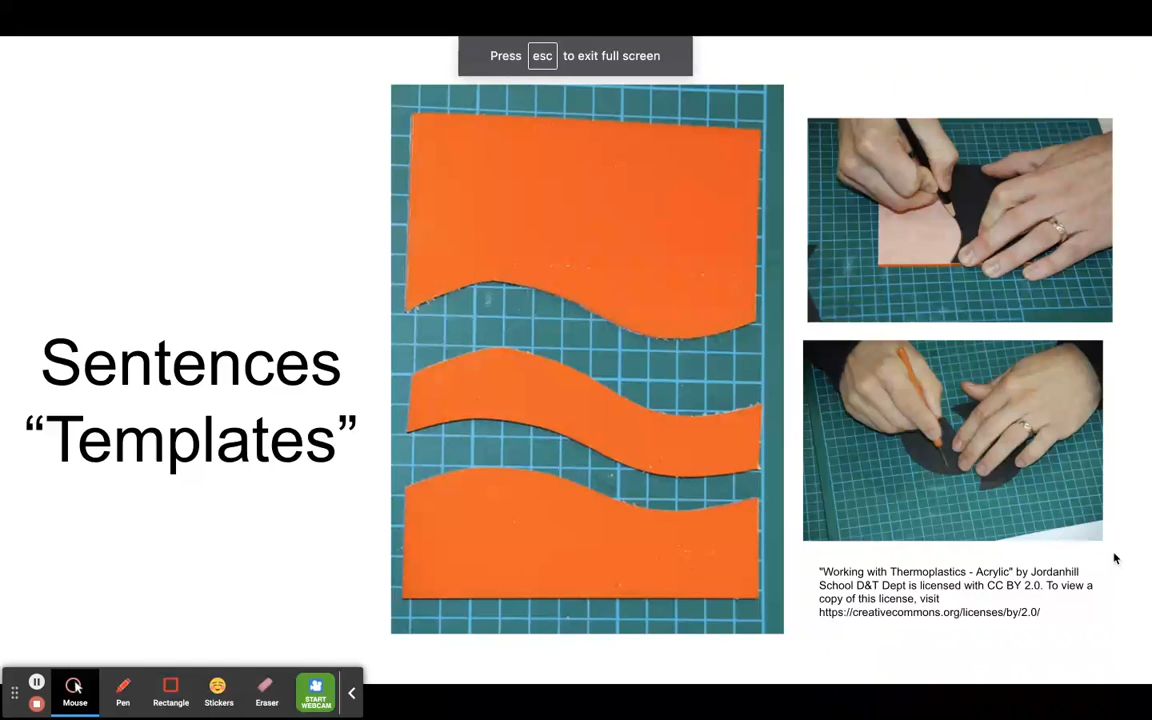 Press esc to exit full screen
Sentences
“Templates”
"Working with Thermoplastics - Acrylic" by Jordanhill
School D&T Dept is licensed with CC BY 2.0. To view a
copy of this license, visit
https://creativecommons.org/licenses/by/2.0/
Mouse
Pen
Rectangle
Stickers
Eraser
START
WEBCAM